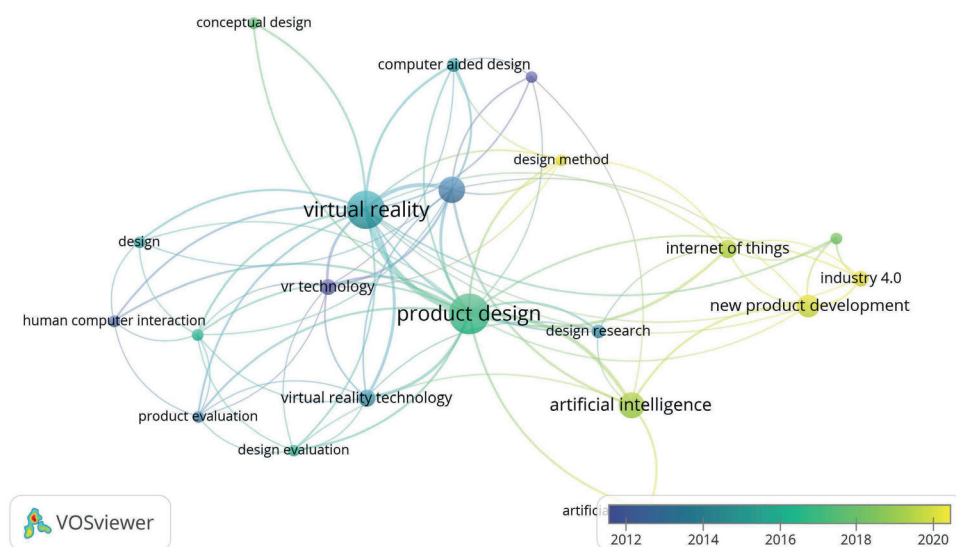 conceptual design
computer aided design
design method
virtual reality
design
internet of things
vr technology
industry 4.0
new product development
product design
human computer interaction
design research
virtual reality technology
artificial intelligence
product evaluation
design evaluation
VOSviewer
2012 2014 2016 2018 2020